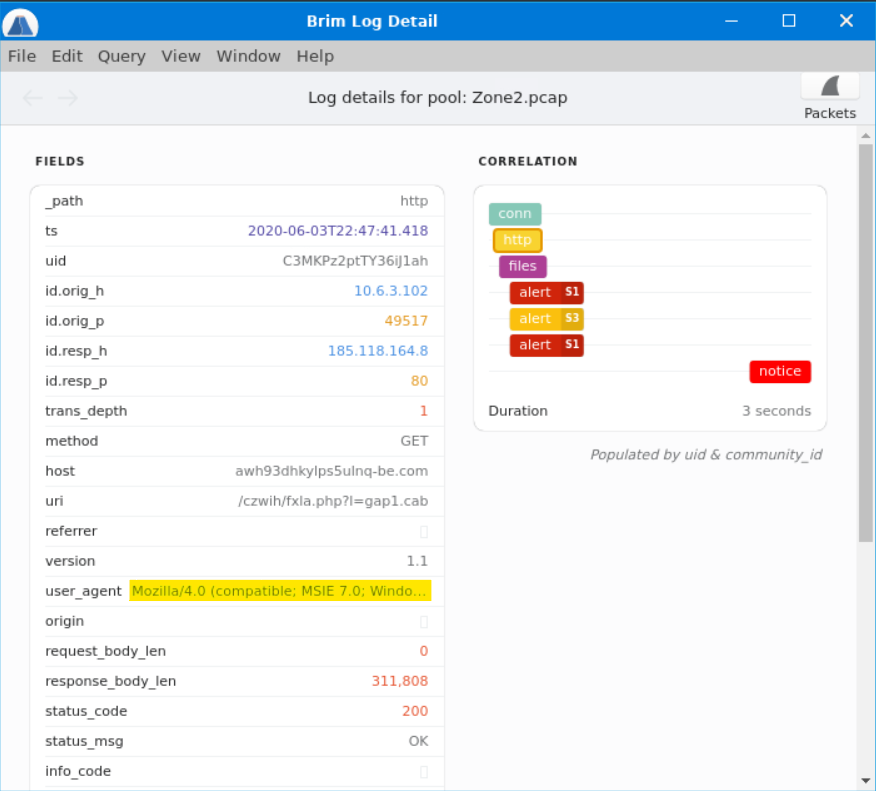 Brim Log Detail
File Edit Query View Window Help
Log details for pool: Zone2.pcap
Packets
FIELDS
_path http
ts 2020-06-03T22:47:41.418
uid C3MKPz2ptTY36iJ1ah
id.orig_h 10.6.3.102
id.orig_p 49517
id.resp_h 185.118.164.8
id.resp_p 80
trans_depth 1
method GET
host awh93dhkylps5ulnq-be.com
uri /czwih/fxla.php?l=gap1.cab
referrer
version 1.1
user_agent Mozilla/4.0 (compatible; MSIE 7.0; Windo...
origin
request_body_len 0
response_body_len 311,808
status_code 200
status_msg OK
info_code
CORRELATION
conn
http
files
alert S1
alert S3
alert S1
notice
Duration 3 seconds
Populated by uid & community_id